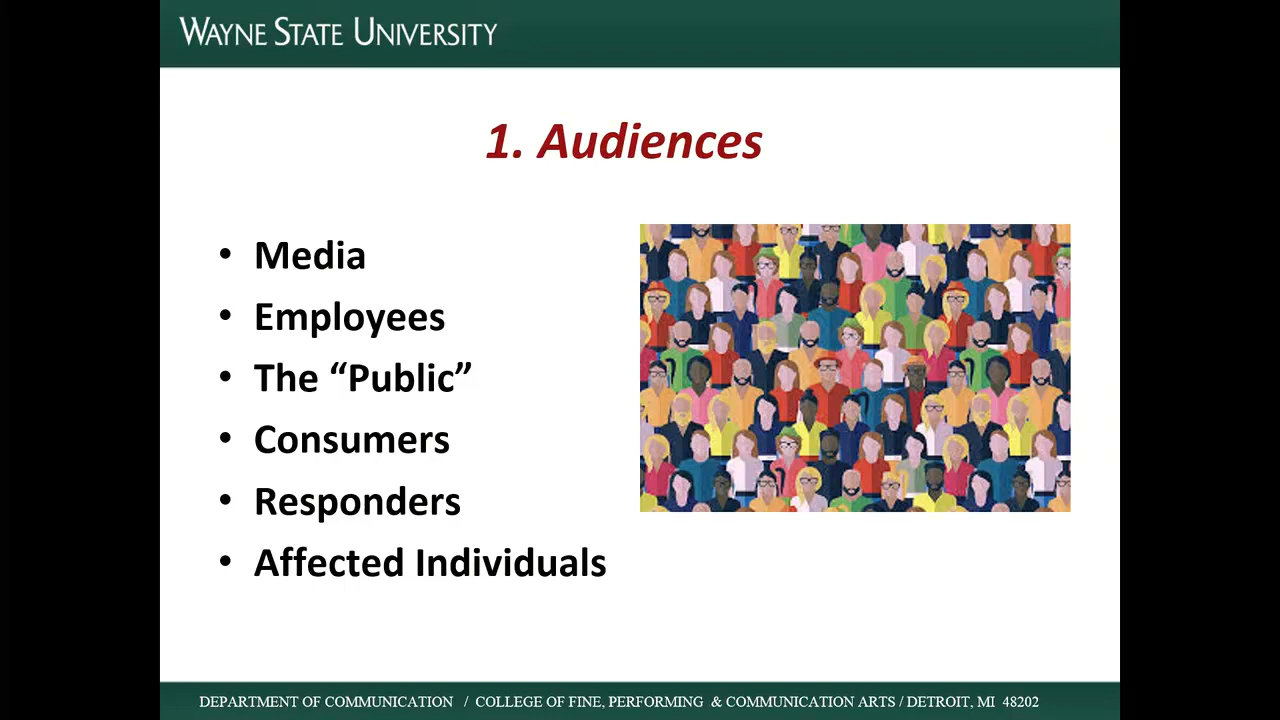 WAYNE STATE UNIVERSITY
1. Audiences
• Media
• Employees
• The “Public”
• Consumers
• Responders
• Affected Individuals
DEPARTMENT OF COMMUNICATION / COLLEGE OF FINE, PERFORMING & COMMUNICATION ARTS / DETROIT, MI 48202